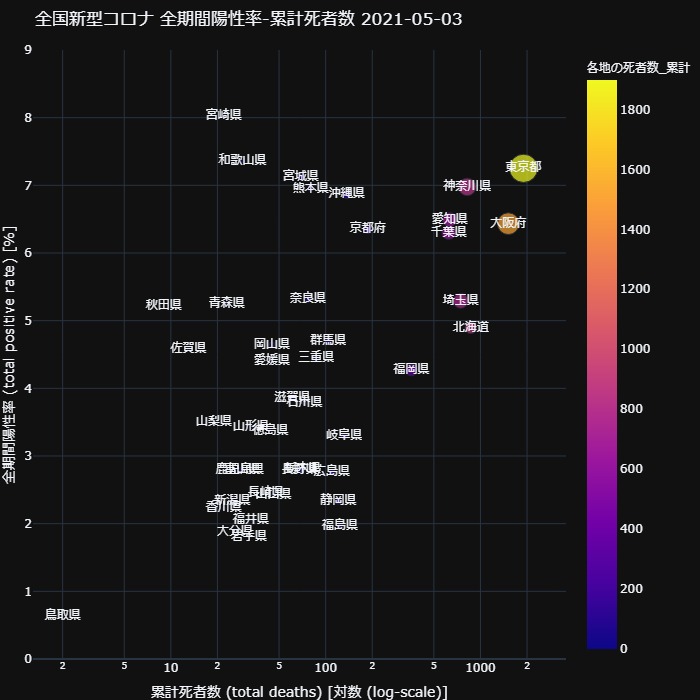 全国新型コロナ 全期間陽性率-累計死者数 2021-05-03
各地の死者数_累計
全期間陽性率 (total positive rate) [%]
9
8
7
6
5
4
3
2
1
0
宮崎県
和歌山県
東京都
宮城県
熊本県
沖縄県
神奈川県
京都府
愛知県
千葉県
大阪府
秋田県
青森県
奈良県
埼玉県
北海道
佐賀県
岡山県
愛媛県
群馬県
三重県
福岡県
滋賀県
石川県
山梨県
山形県
徳島県
岐阜県
鹿児島県
広島県
長崎県
山口県
新潟県
香川県
静岡県
福井県
福島県
大分県
岩手県
鳥取県
2
5
10
2
5
100
2
5
1000
2
累計死者数 (total deaths) [対数 (log-scale)]
1800
1600
1400
1200
1000
800
600
400
200
0